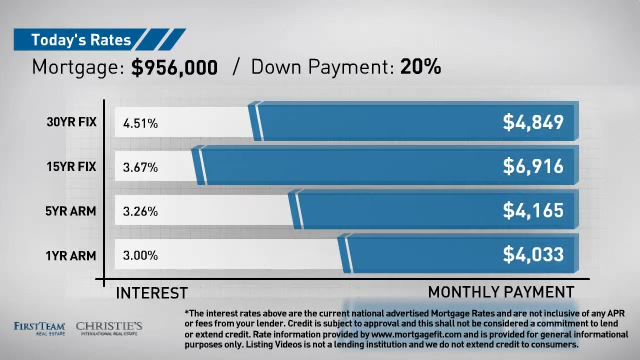 Today's Rates
Mortgage: $956,000 / Down Payment: 20%
30YR FIX 4.51% $4,849
15YR FIX 3.67% $6,916
5YR ARM 3.26% $4,165
1YR ARM 3.00% $4,033
INTEREST MONTHLY PAYMENT
*The interest rates above are the current national advertised Mortgage Rates and are not inclusive of any APR
or fees from your lender. Credit is subject to approval and this shall not be considered a commitment to lend
or extend credit. Rate information provided by www.mortgagefit.com and is provided for general informational
purposes only. Listing Videos is not a lending institution and we do not extend credit to consumers.
FIRSTTEAM CHRISTIE'S
REAL ESTATE INTERNATIONAL REAL ESTATE